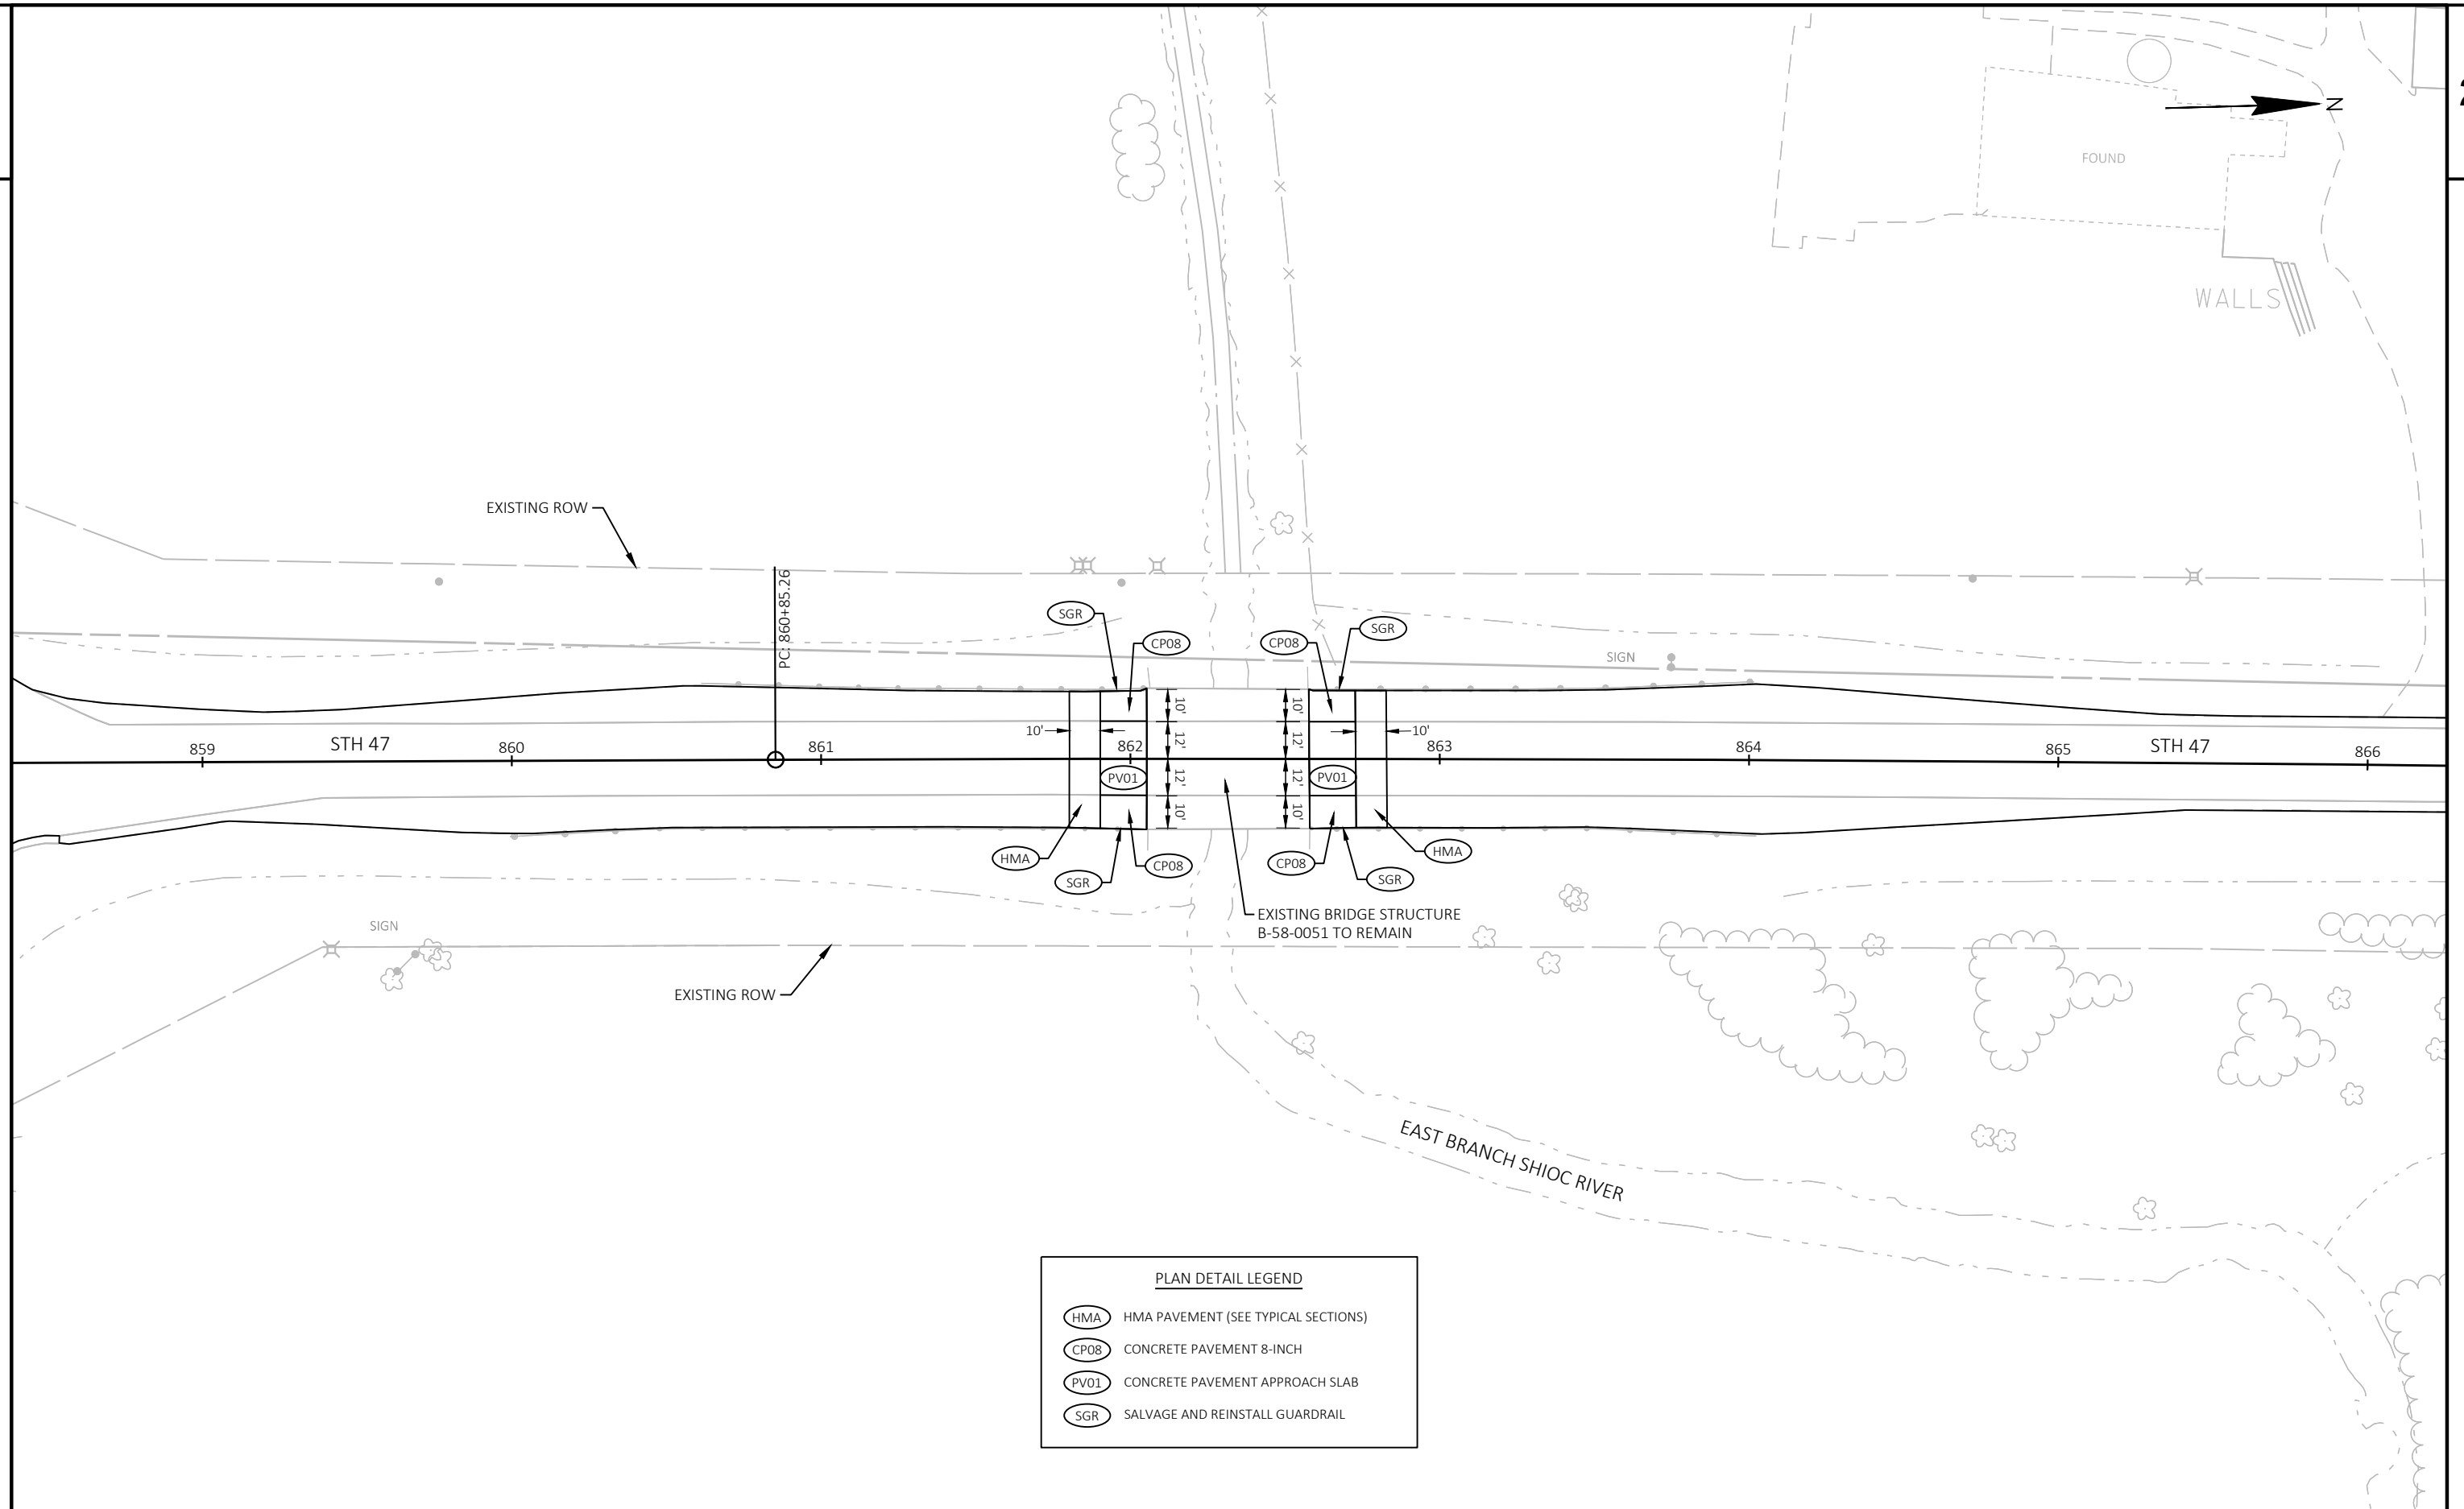 N
FOUND
WALLS
EXISTING ROW
PC: 860+85.26
SGR
CP08
CP08
SGR
SIGN
10'
10'
10'
12'
12'
10'
859
STH 47
860
861
862
863
864
865
STH 47
866
PV01
12'
12'
PV01
10'
10'
HMA
SGR
CP08
CP08
SGR
HMA
SIGN
EXISTING BRIDGE STRUCTURE
B-58-0051 TO REMAIN
EXISTING ROW
EAST BRANCH SHIOC RIVER
PLAN DETAIL LEGEND
HMA HMA PAVEMENT (SEE TYPICAL SECTIONS)
CP08 CONCRETE PAVEMENT 8-INCH
PV01 CONCRETE PAVEMENT APPROACH SLAB
SGR SALVAGE AND REINSTALL GUARDRAIL